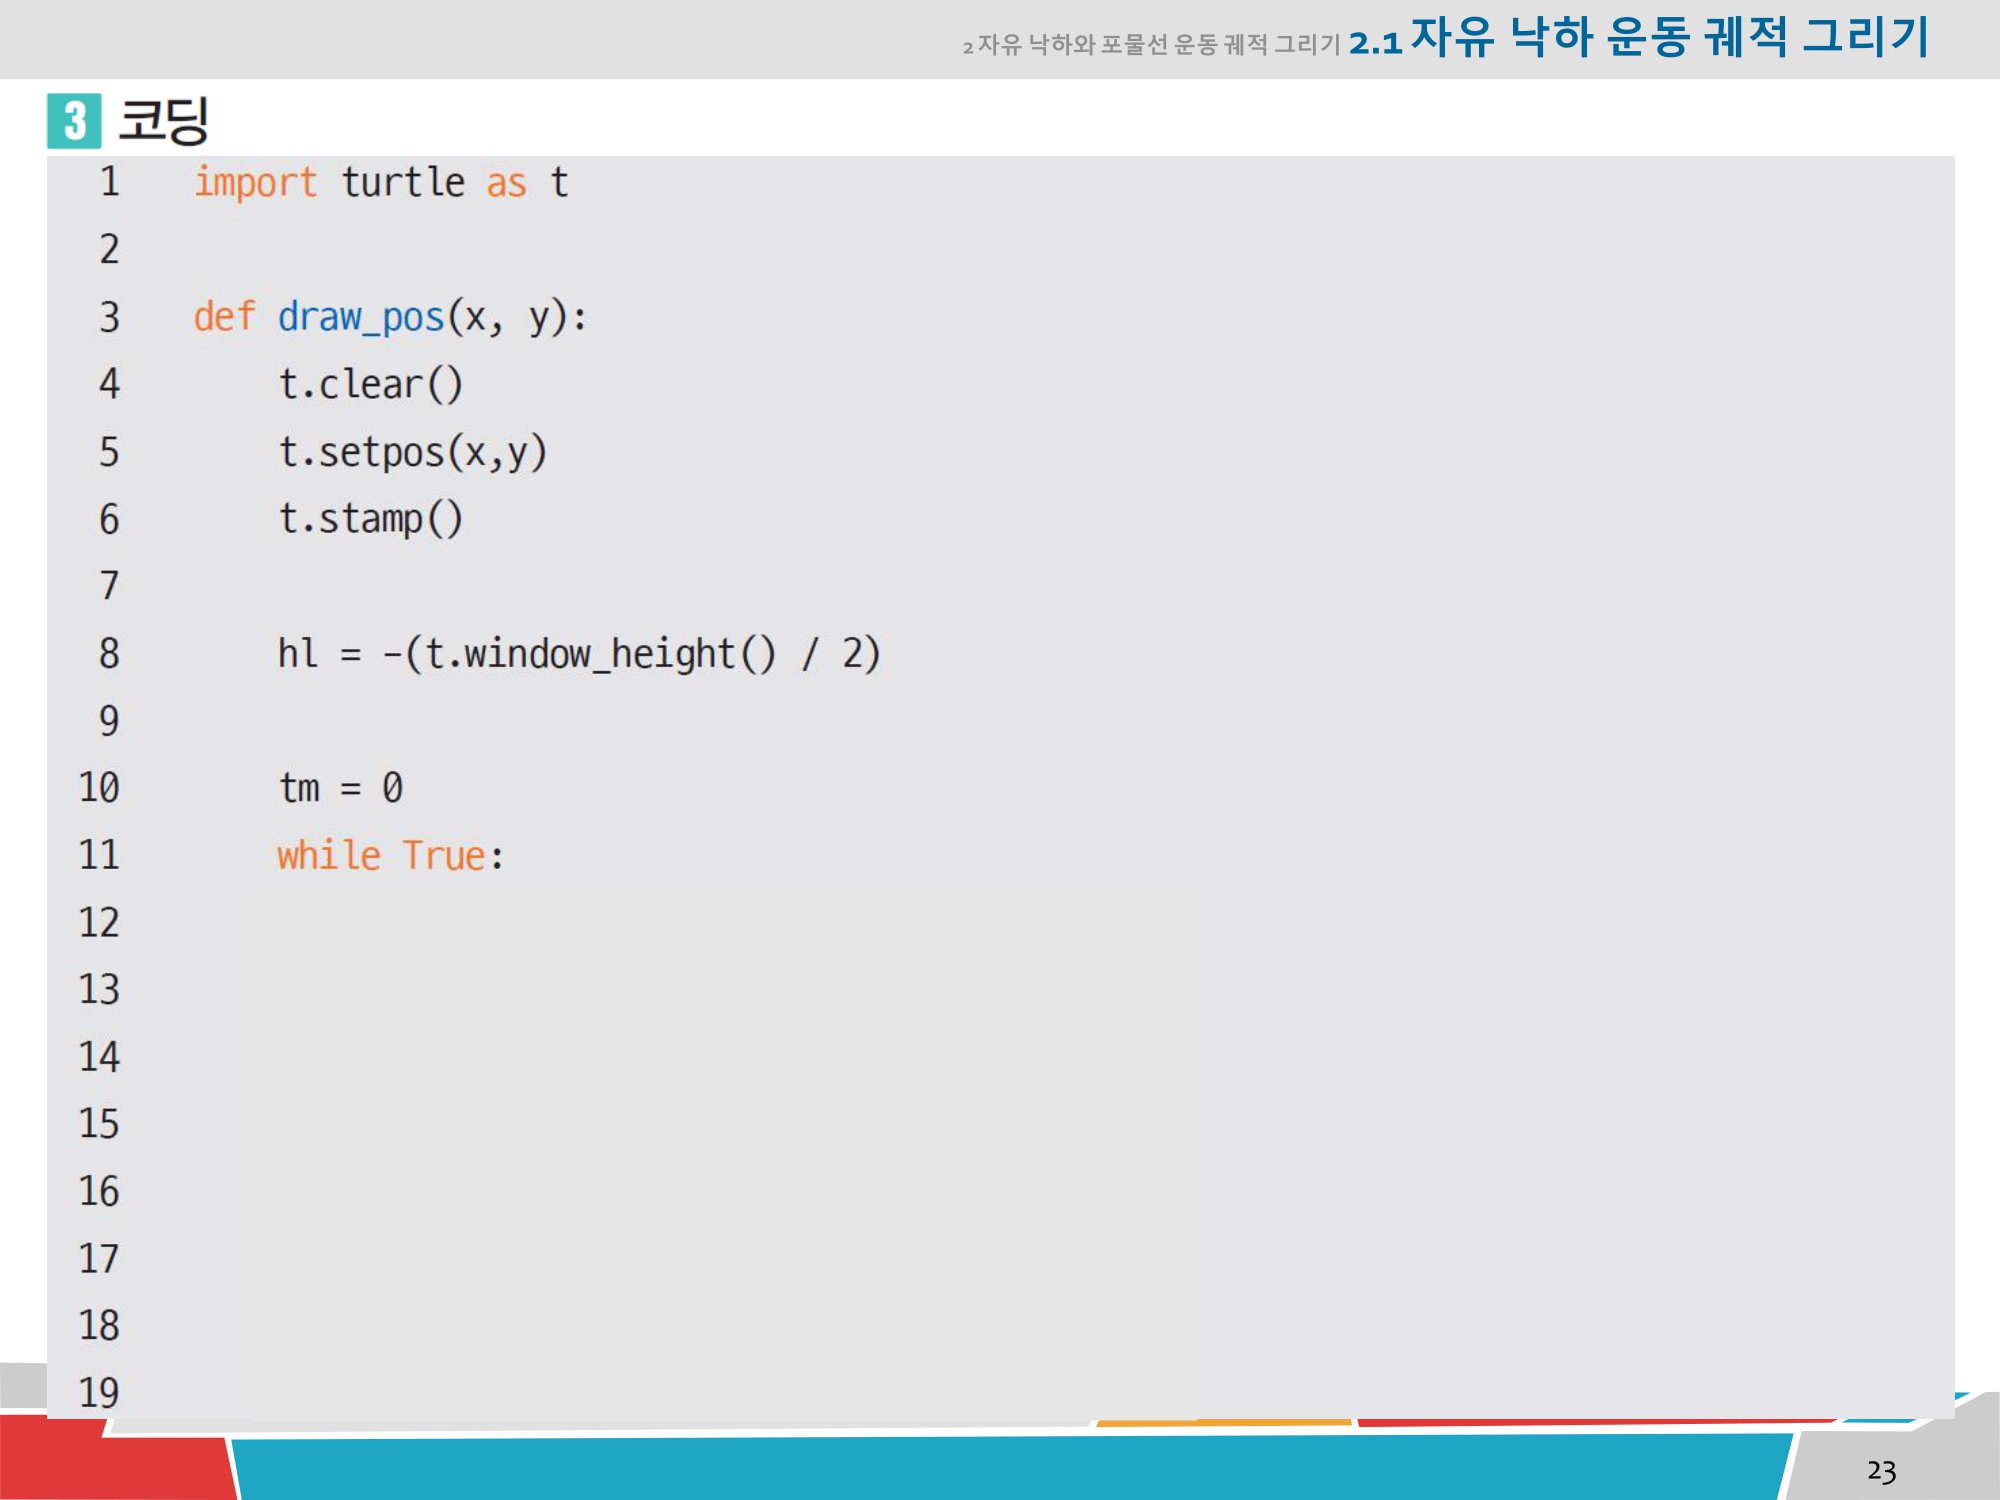 2 자유 낙하와 포물선 운동 궤적 그리기 2.1 자유 낙하 운동 궤적 그리기
3 코딩
1 import turtle as t
2
3 def draw_pos(x, y):
4 t.clear()
5 t.setpos(x,y)
6 t.stamp()
7
8 hl = -(t.window_height() / 2)
9
10 tm = 0
11 while True:
12
13
14
15
16
17
18
19
23